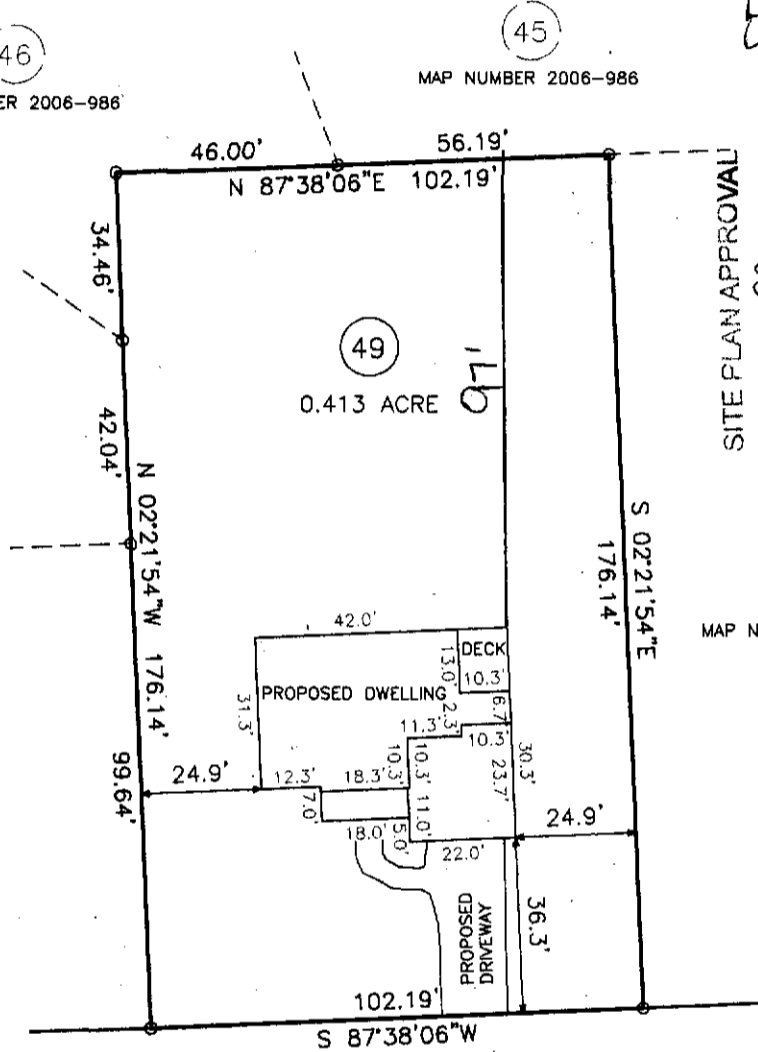 46
ER 2006-986
45
MAP NUMBER 2006-986
46.00'
56.19'
N 87°38'06"E 102.19'
34.46'
42.04'
N 02°21'54"W 176.14'
99.64'
49
0.413 ACRE
97'
SITE PLAN APPROVAL
S 02°21'54"E
176.14'
MAP N
42.0'
DECK
13.0'
10.3'
PROPOSED DWELLING
31.3'
2.3'
6.7'
11.3'
10.3'
10.3'
10.3'
23.7'
30.3'
24.9'
12.3'
18.3'
7.0'
11.0'
18.0'
5.0'
22.0'
24.9'
36.3'
PROPOSED
DRIVEWAY
102.19'
S 87°38'06"W